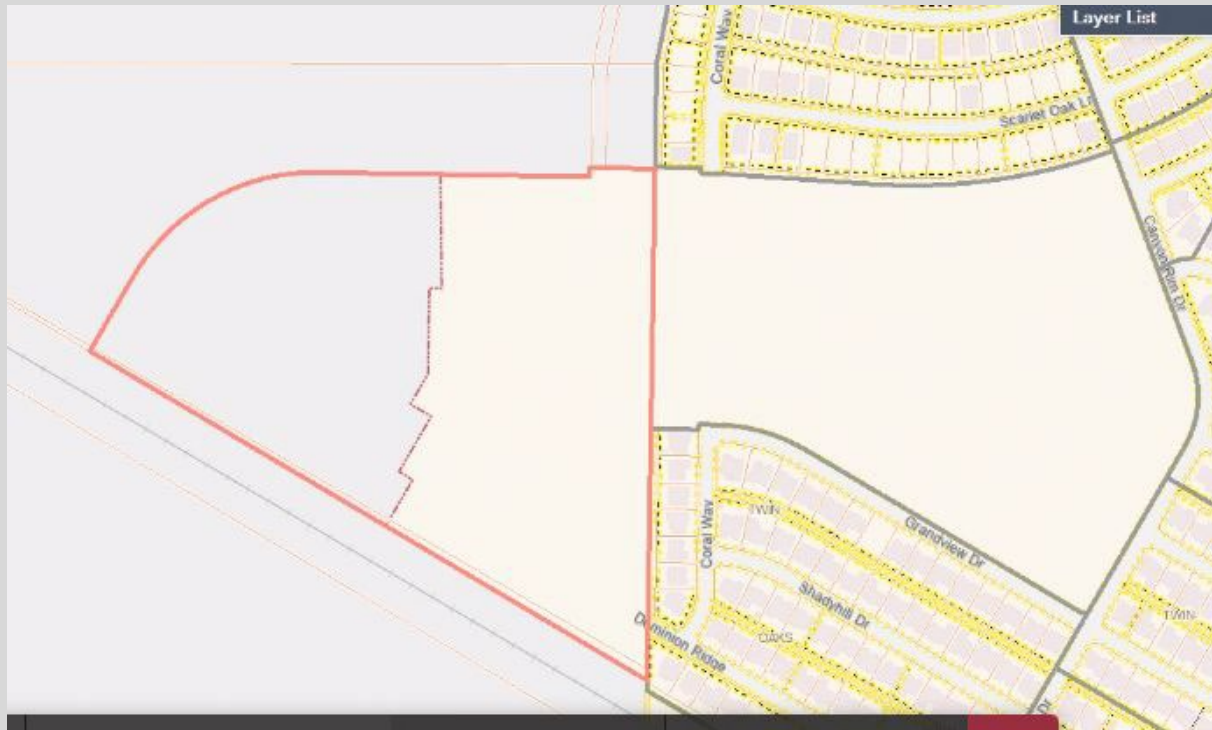 Layer List
Coral Way
Scarlet Oak Ln
Canyon Rim Dr
TWIN
Grandview Dr
Coral Way
Shadyhill Dr
TWIN
OAKS
Dominion Ridge
Dr